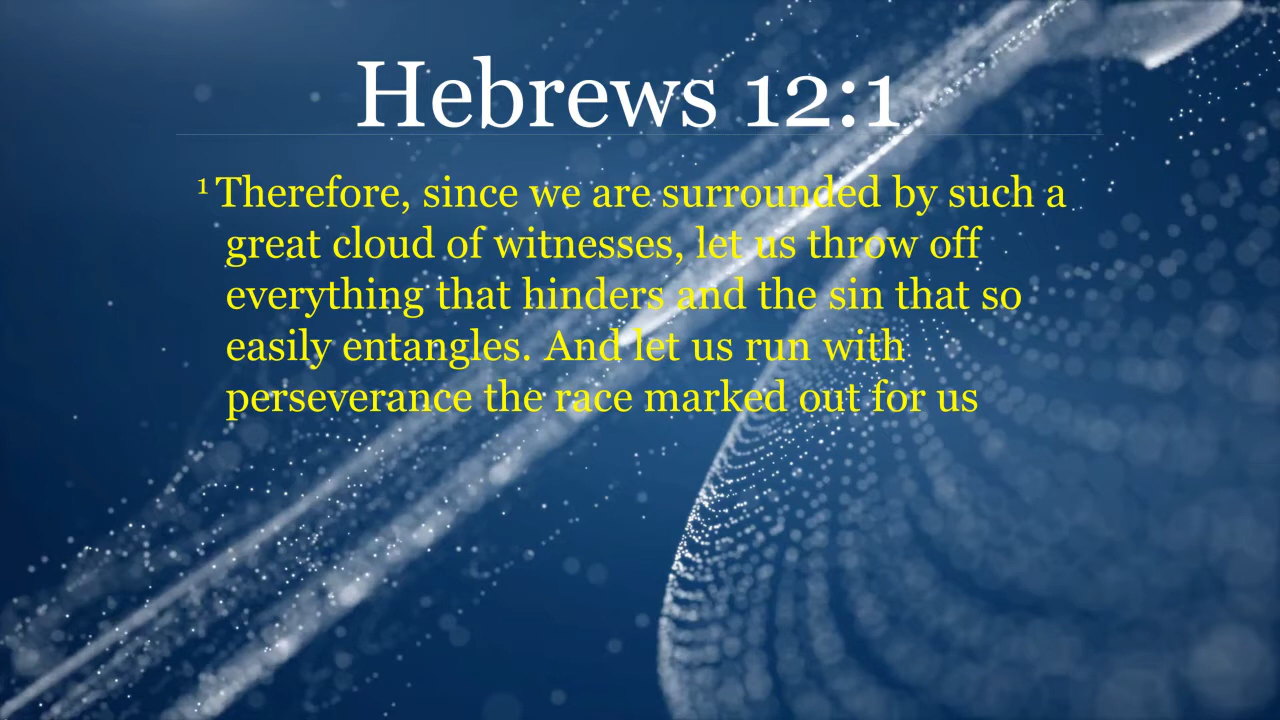 Hebrews 12:1
1 Therefore, since we are surrounded by such a
great cloud of witnesses, let us throw off
everything that hinders and the sin that so
easily entangles. And let us run with
perseverance the race marked out for us